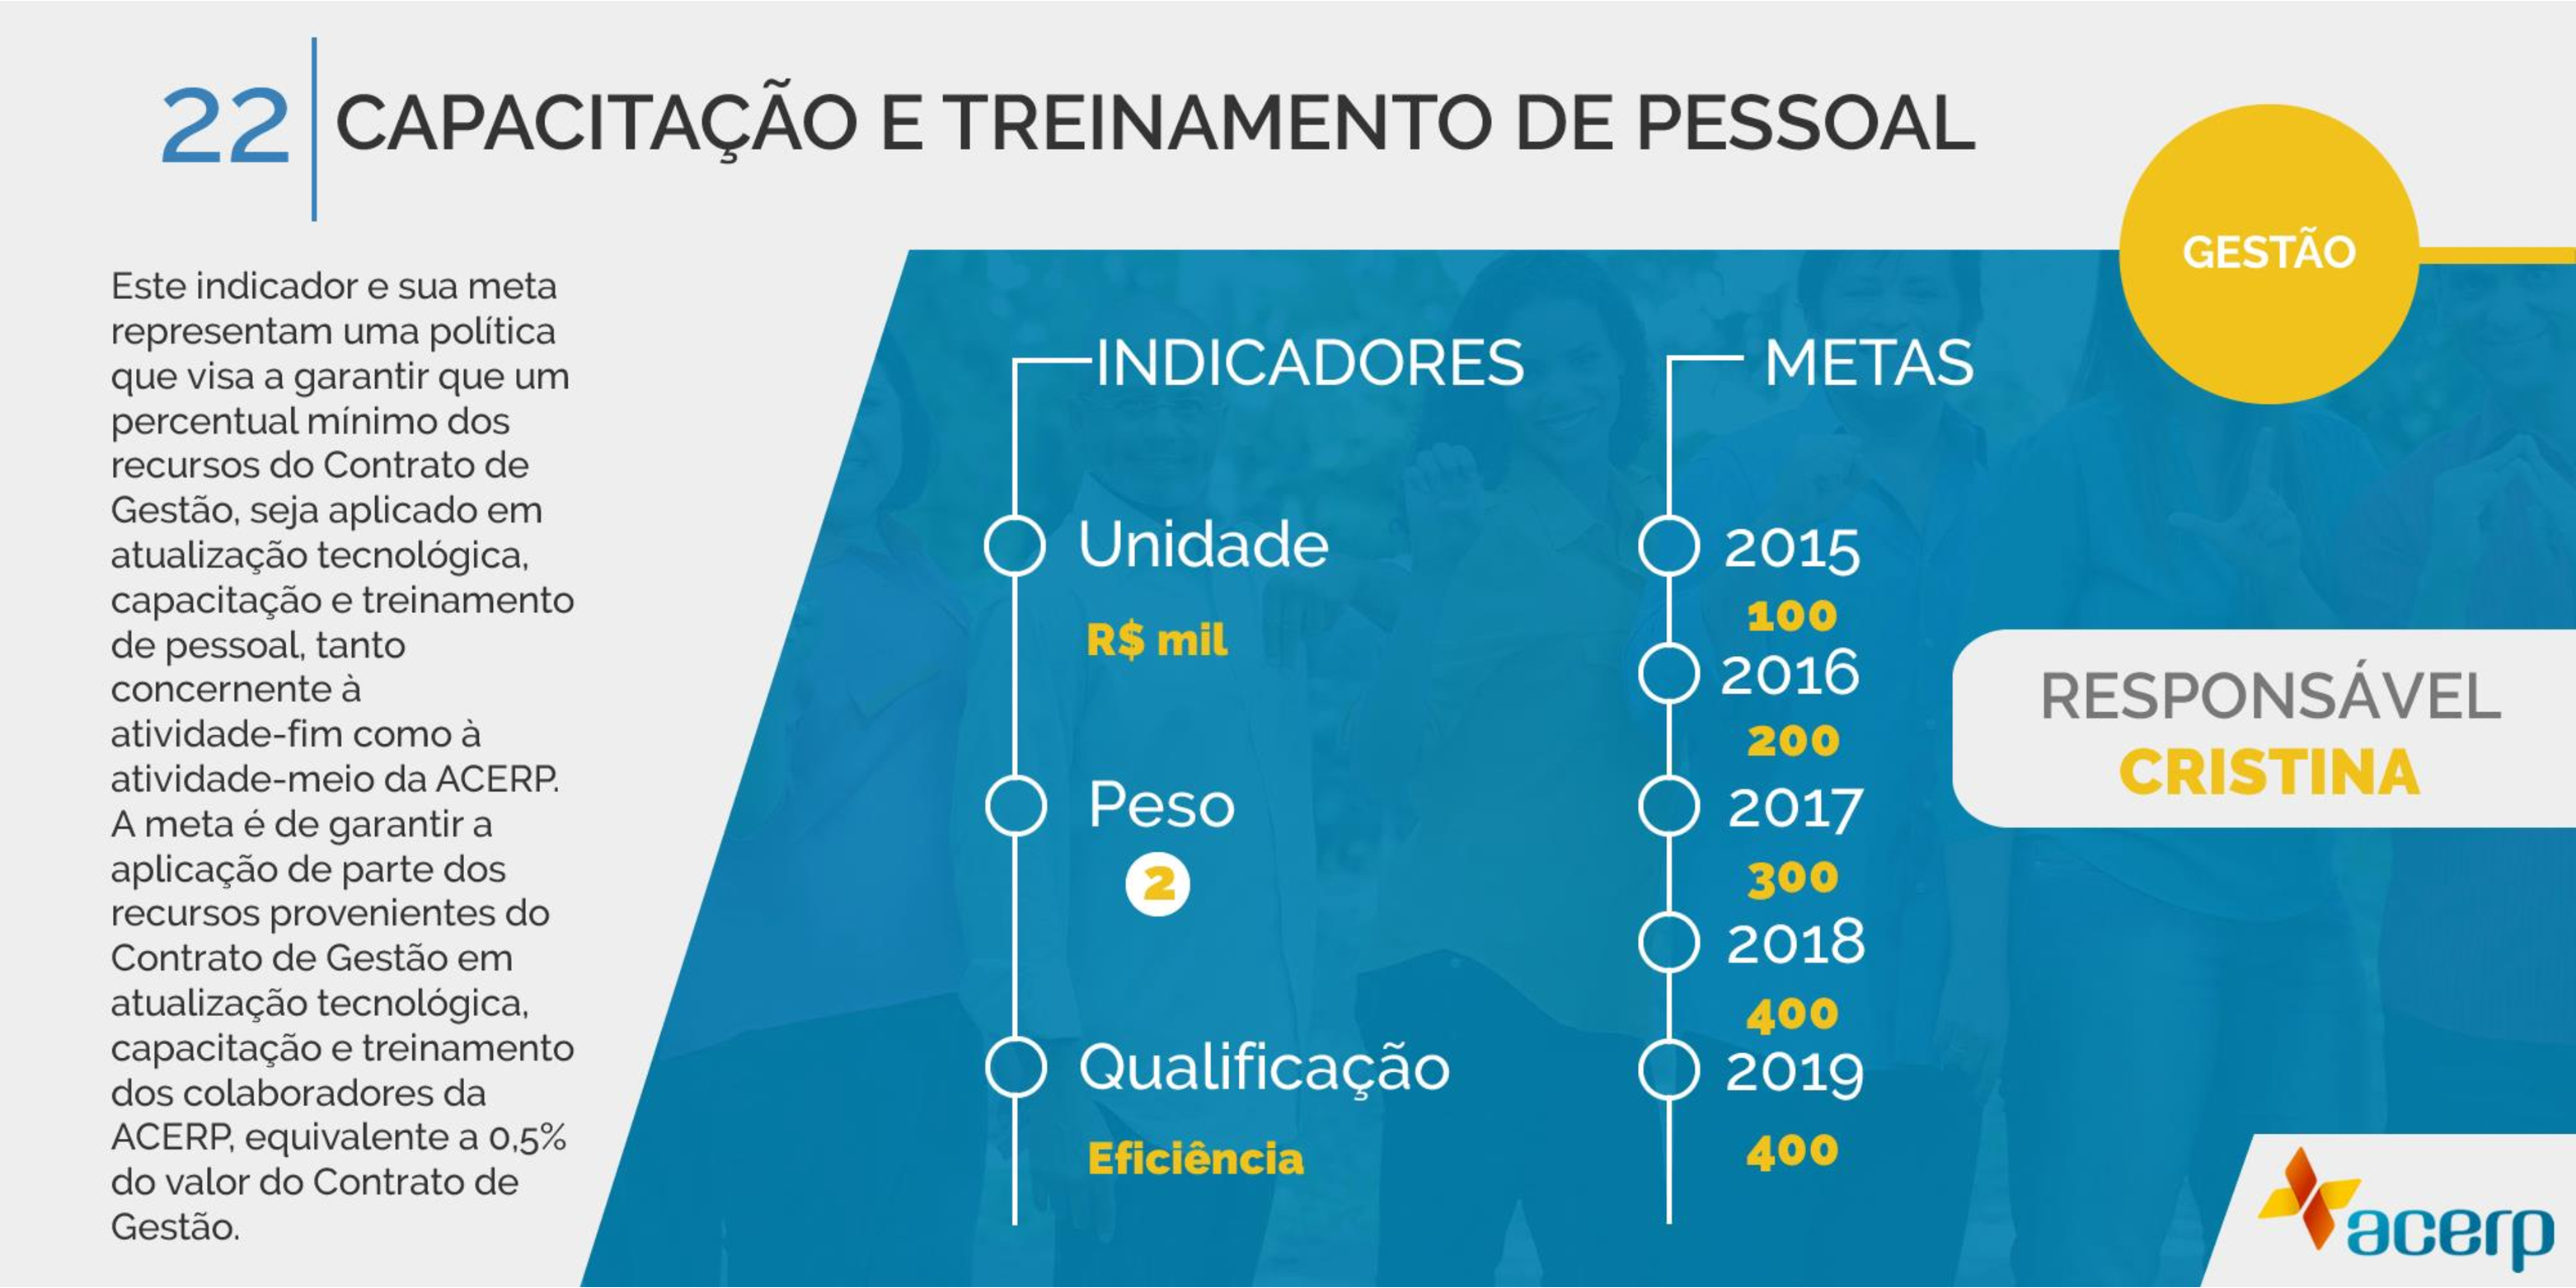 22 CAPACITAÇÃO E TREINAMENTO DE PESSOAL
GESTÃO
Este indicador e sua meta
representam uma política
que visa a garantir que um
percentual mínimo dos
recursos do Contrato de
Gestão, seja aplicado em
atualização tecnológica,
capacitação e treinamento
de pessoal, tanto
concernente à
atividade-fim como à
atividade-meio da ACERP.
A meta é de garantir a
aplicação de parte dos
recursos provenientes do
Contrato de Gestão em
atualização tecnológica,
capacitação e treinamento
dos colaboradores da
ACERP, equivalente a 0,5%
do valor do Contrato de
Gestão.
INDICADORES
Unidade
R$ mil
Peso
2
Qualificação
Eficiência
METAS
2015
100
2016
200
2017
300
2018
400
2019
400
RESPONSÁVEL
CRISTINA
acerp